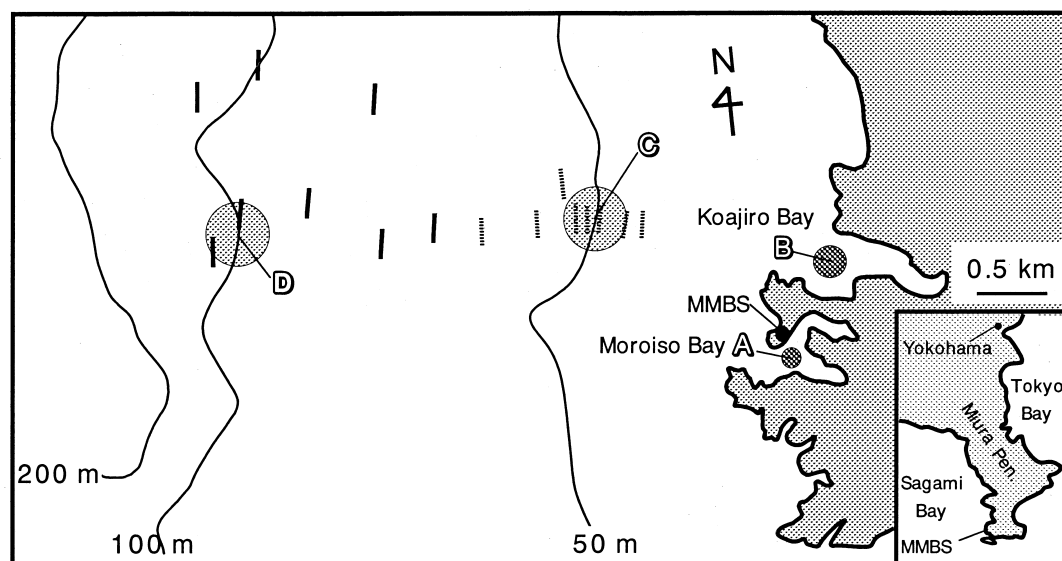 N
C
Koajiro Bay
B
0.5 km
D
MMBS
Moroiso Bay A
Yokohama
Tokyo
Bay
Miura Pen.
200 m
Sagami
Bay
100 m
50 m
MMBS